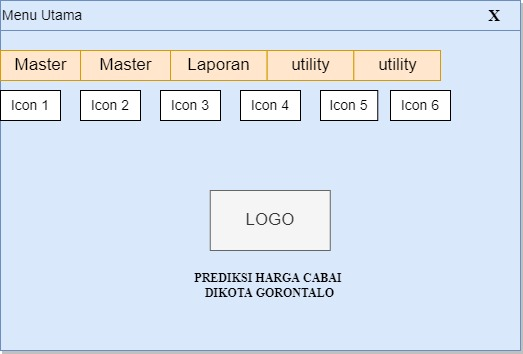 Menu Utama X
Master Master Laporan utility utility
Icon 1 Icon 2 Icon 3 Icon 4 Icon 5 Icon 6
LOGO
PREDIKSI HARGA CABAI
DIKOTA GORONTALO